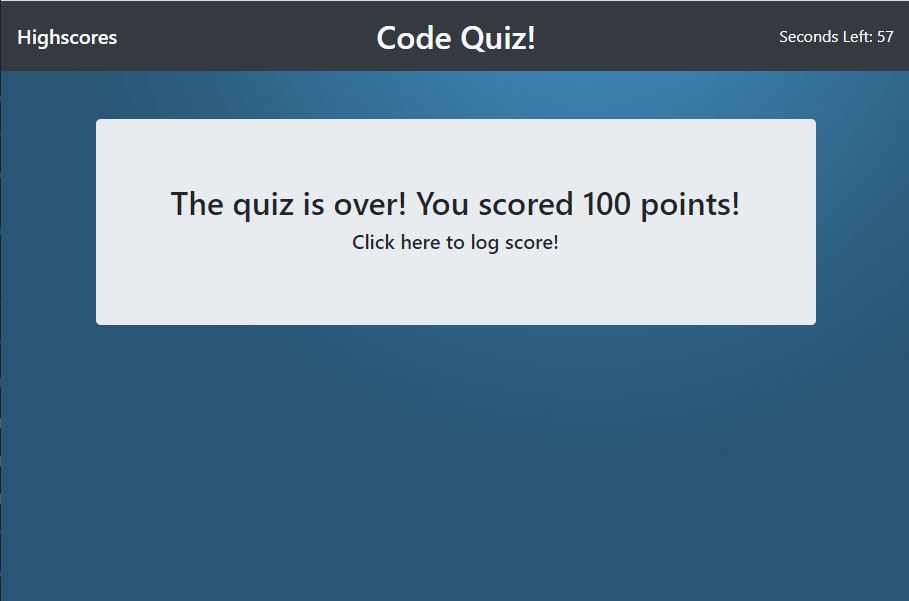 Highscores
Code Quiz!
Seconds Left: 57
The quiz is over! You scored 100 points!
Click here to log score!